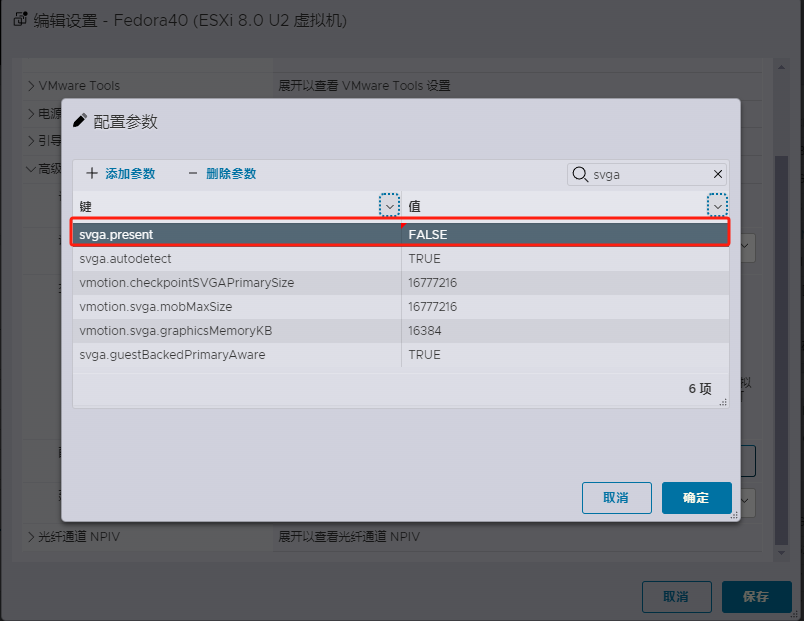 编辑设置 - Fedora40 (ESXi 8.0 U2 虚拟机)
VMware Tools 展开以查看 VMware Tools 设置
电源
引导
高级
配置参数
添加参数 删除参数 svga
键 值
svga.present FALSE
svga.autodetect TRUE
vmotion.checkpointSVGAPrimarySize 16777216
vmotion.svga.mobMaxSize 16777216
vmotion.svga.graphicsMemoryKB 16384
svga.guestBackedPrimaryAware TRUE
6 项
取消 确定
光纤通道 NPIV 展开以查看光纤通道 NPIV
取消 保存